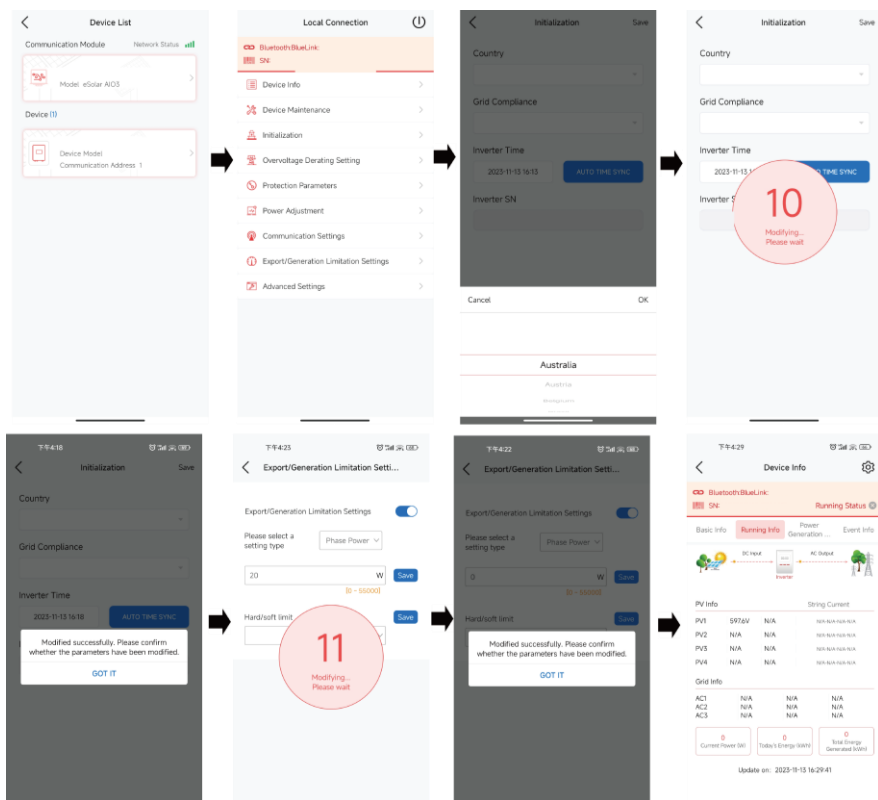 Device List
Communication Module
Network Status
Model eSolar AIO3
Device (1)
Device Model
Communication Address 1
Local Connection
Bluetooth:BlueLink:
SN:
Device Info
Device Maintenance
Initialization
Overvoltage Derating Setting
Protection Parameters
Power Adjustment
Communication Settings
Export/Generation Limitation Settings
Advanced Settings
Initialization
Save
Country
Grid Compliance
Inverter Time
2023-11-13 16:13
AUTO TIME SYNC
Inverter SN
Cancel
OK
Australia
Austria
Initialization
Save
Country
Grid Compliance
Inverter Time
2023-11-13 1
TIME SYNC
Inverter S
10
Modifying...
Please wait
下午4:18
Initialization
Save
Country
Grid Compliance
Inverter Time
2023-11-13 16:18
AUTO TIME SYNC
Modified successfully. Please confirm
whether the parameters have been modified.
GOT IT
下午4:23
Export/Generation Limitation Setti...
Export/Generation Limitation Settings
Please select a
setting type
Phase Power
20
W
Save
[0 ~ 55000]
Hard/soft limit
Save
11
Modifying...
Please wait
下午4:22
Export/Generation Limitation Setti...
Export/Generation Limitation Settings
Please select a
setting type
Phase Power
0
W
Save
[0 ~ 55000]
Hard/soft limit
Save
Modified successfully. Please confirm
whether the parameters have been modified.
GOT IT
下午4:29
Device Info
Bluetooth:BlueLink:
SN:
Running Status
Basic Info
Running Info
Power
Generation ...
Event Info
DC Input
AC Output
Inverter
PV Info
String Current
PV1 597.6V N/A N/A-N/A-N/A-N/A
PV2 N/A N/A N/A-N/A-N/A-N/A
PV3 N/A N/A N/A-N/A-N/A-N/A
PV4 N/A N/A N/A-N/A-N/A-N/A
Grid Info
AC1 N/A N/A N/A
AC2 N/A N/A N/A
AC3 N/A N/A N/A
0
Current Power (W)
0
Today's Energy (kWh)
0
Total Energy
Generated (kWh)
Update on: 2023-11-13 16:29:41